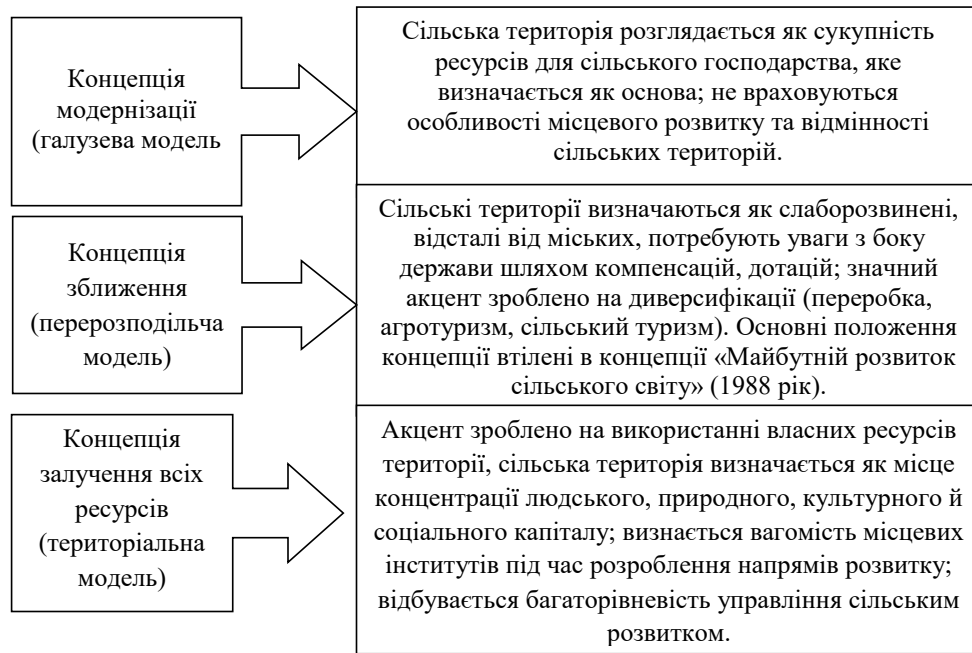 Концепція
модернізації
(галузева модель
Сільська територія розглядається як сукупність
ресурсів для сільського господарства, яке
визначається як основа; не враховуються
особливості місцевого розвитку та відмінності
сільських територій.
Концепція
зближення
(перерозподільча
модель)
Сільські території визначаються як слаборозвинені,
відсталі від міських, потребують уваги з боку
держави шляхом компенсацій, дотацій; значний
акцент зроблено на диверсифікації (переробка,
агротуризм, сільський туризм). Основні положення
концепції втілені в концепції «Майбутній розвиток
сільського світу» (1988 рік).
Концепція
залучення всіх
ресурсів
(територіальна
модель)
Акцент зроблено на використанні власних ресурсів
території, сільська територія визначається як місце
концентрації людського, природного, культурного й
соціального капіталу; визнається вагомість місцевих
інститутів під час розроблення напрямів розвитку;
відбувається багаторівневість управління сільським
розвитком.